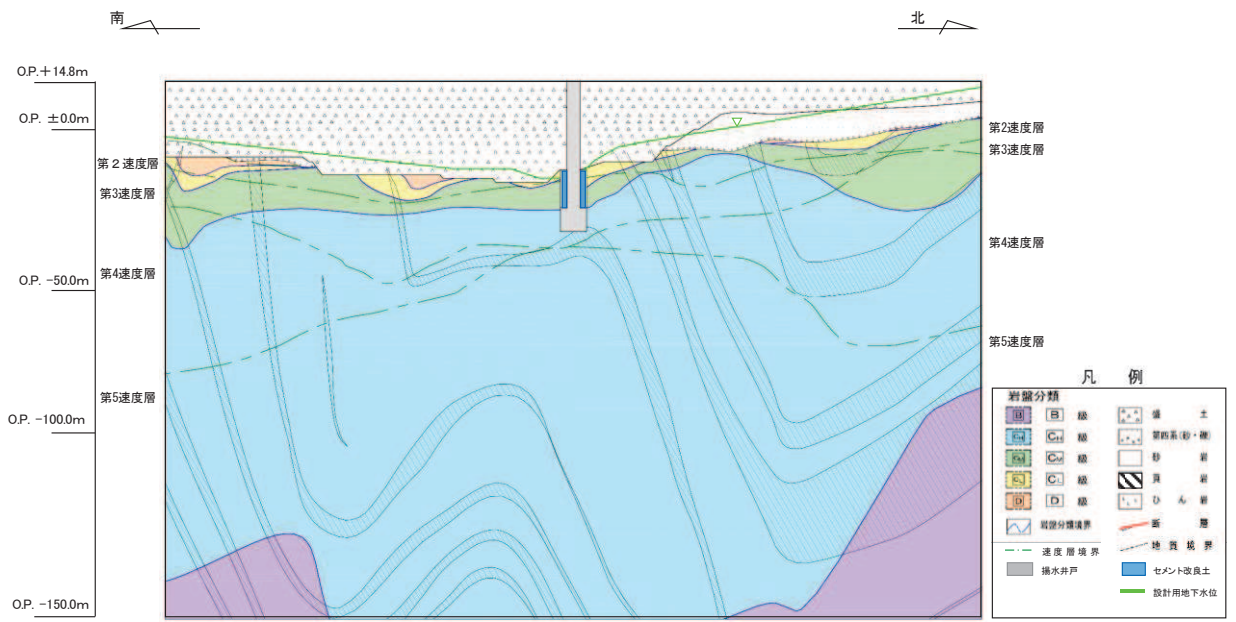 南
北
O.P.+14.8m
O.P. ±0.0m
O.P. -50.0m
O.P. -100.0m
O.P. -150.0m
第２速度層
第3速度層
第4速度層
第5速度層
第2速度層
第3速度層
第4速度層
第5速度層
凡 例
岩盤分類
B B 級
CH CH 級
CM CM 級
CL CL 級
D D 級
岩盤分類境界
速度層境界
揚水井戸
盛 土
第四系(砂・礫)
砂 岩
頁 岩
ひ ん 岩
断 層
地 質 境 界
セメント改良土
設計用地下水位